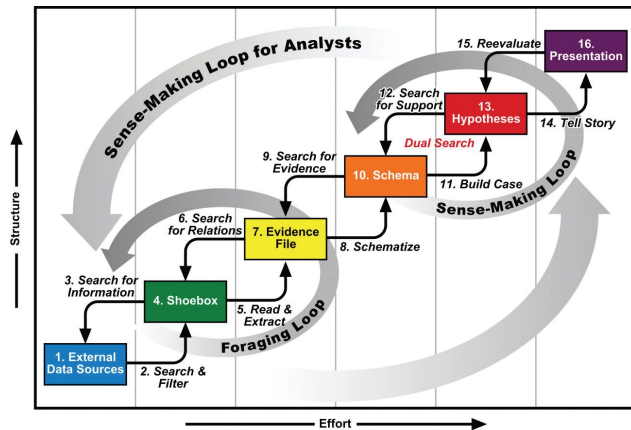 Sense-Making Loop for Analysts
15. Reevaluate
16.
Presentation
12. Search
for Support
13.
Hypotheses
14. Tell Story
Dual Search
9. Search for
Evidence
10. Schema
11. Build Case
Sense-Making Loop
6. Search
for Relations
7. Evidence
File
8. Schematize
3. Search for
Information
4. Shoebox
5. Read &
Extract
Foraging Loop
1. External
Data Sources
2. Search &
Filter
Structure
Effort